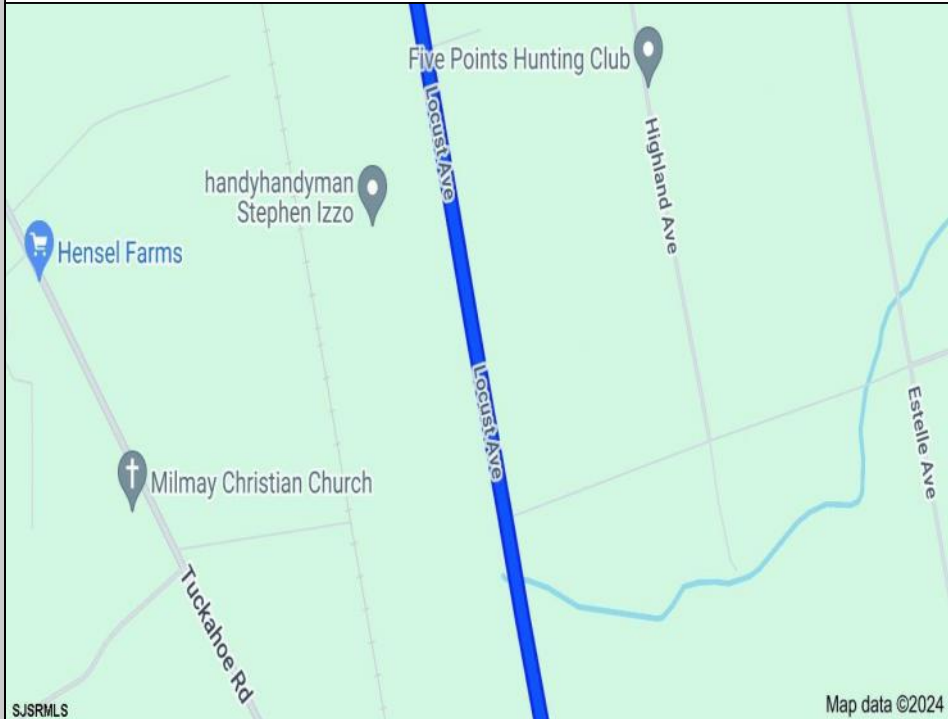 Five Points Hunting Club
Locust Ave
Highland Ave
handyhandyman
Stephen Izzo
Hensel Farms
Locust Ave
Estelle Ave
Milmay Christian Church
Tuckahoe Rd
SJSRMLS
Map data ©2024